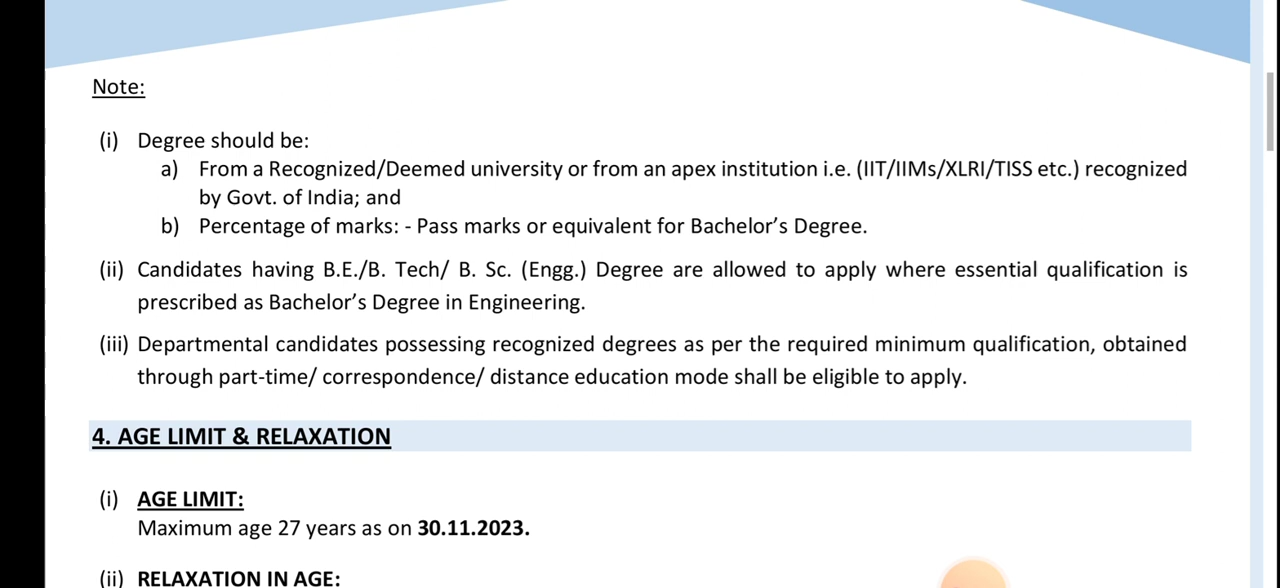 Note:
(i) Degree should be:
a) From a Recognized/Deemed university or from an apex institution i.e. (IIT/IIMs/XLRI/TISS etc.) recognized
by Govt. of India; and
b) Percentage of marks: - Pass marks or equivalent for Bachelor’s Degree.
(ii) Candidates having B.E./B. Tech/ B. Sc. (Engg.) Degree are allowed to apply where essential qualification is
prescribed as Bachelor’s Degree in Engineering.
(iii) Departmental candidates possessing recognized degrees as per the required minimum qualification, obtained
through part-time/ correspondence/ distance education mode shall be eligible to apply.
4. AGE LIMIT & RELAXATION
(i) AGE LIMIT:
Maximum age 27 years as on 30.11.2023.
(ii) RELAXATION IN AGE: